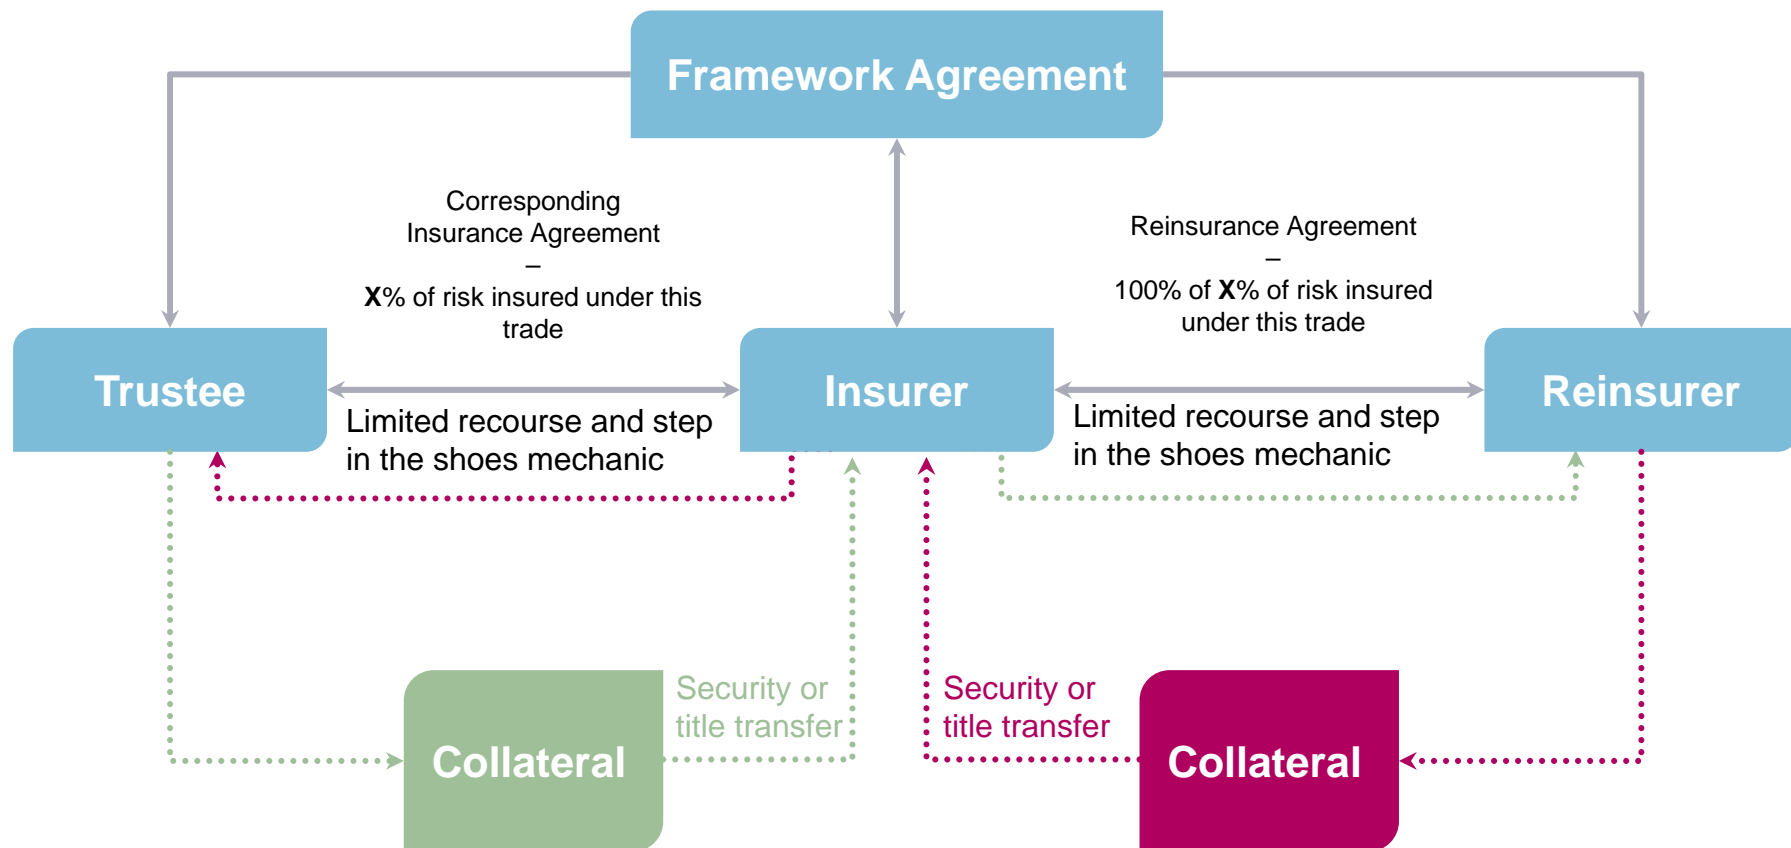 Framework Agreement
Corresponding
Insurance Agreement
–
X% of risk insured under this
trade
Reinsurance Agreement
–
100% of X% of risk insured
under this trade
Trustee
Insurer
Reinsurer
Limited recourse and step
in the shoes mechanic
Limited recourse and step
in the shoes mechanic
Security or
title transfer
Security or
title transfer
Collateral
Collateral